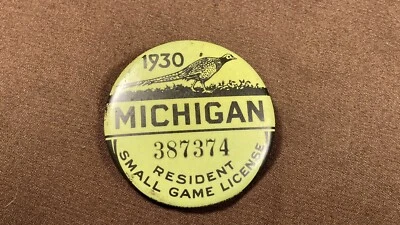 1930
MICHIGAN
387374
RESIDENT
SMALL GAME LICENSE